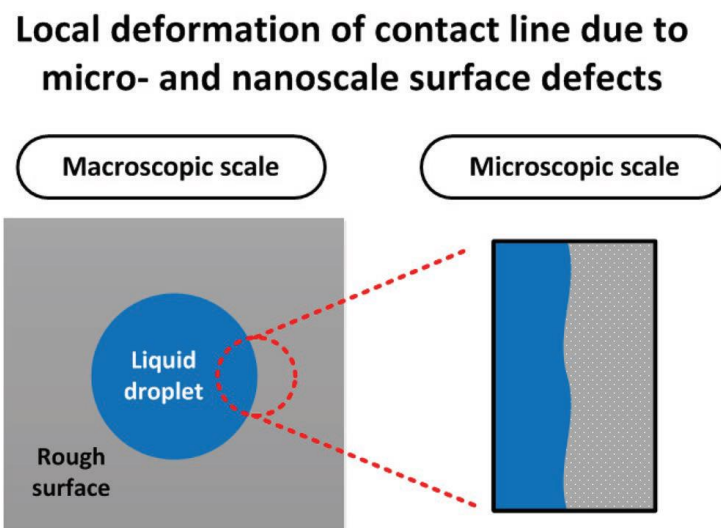 Local deformation of contact line due to
micro- and nanoscale surface defects
Macroscopic scale
Microscopic scale
Liquid
droplet
Rough
surface